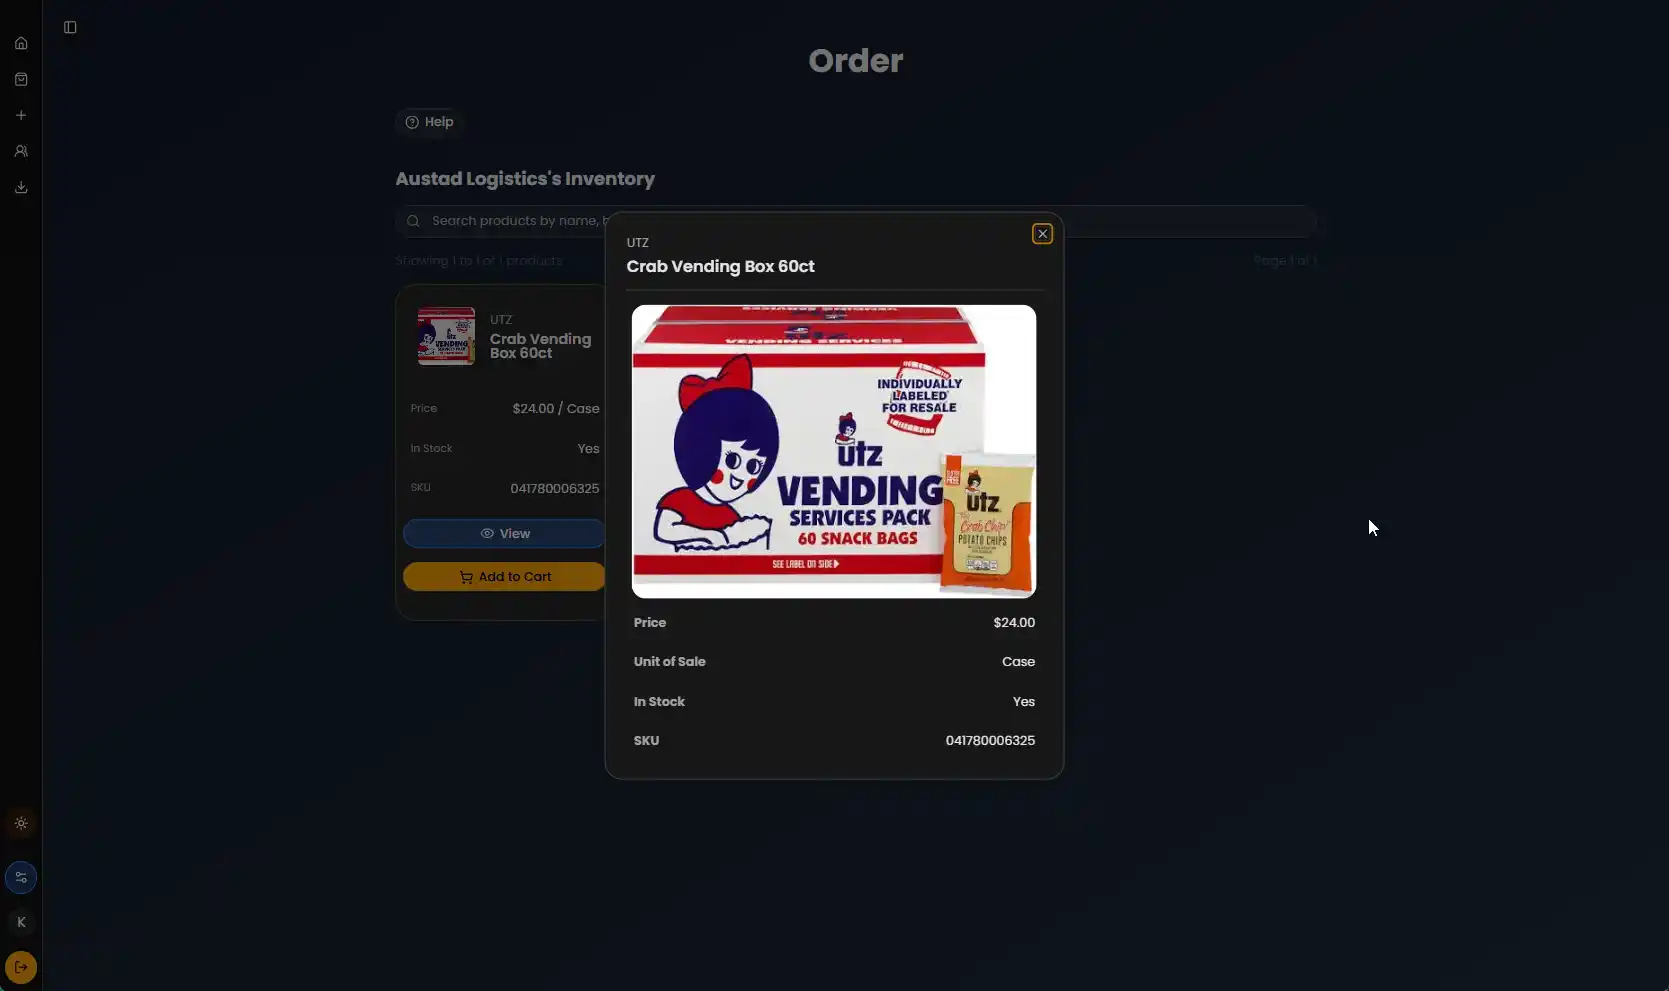 Order
Help
Austad Logistics's Inventory
Search products by name, b
Showing 1 to 1 of 1 products
Page 1 of 1
UTZ
Crab Vending
Box 60ct
Price
$24.00 / Case
In Stock
Yes
SKU
041780006325
View
Add to Cart
UTZ
Crab Vending Box 60ct
VENDING SERVICES
INDIVIDUALLY
LABELED
FOR RESALE
utz
VENDING
SERVICES PACK
60 SNACK BAGS
SEE LABEL ON SIDE
utz
Crab Chip
POTATO CHIPS
Price
$24.00
Unit of Sale
Case
In Stock
Yes
SKU
041780006325
K